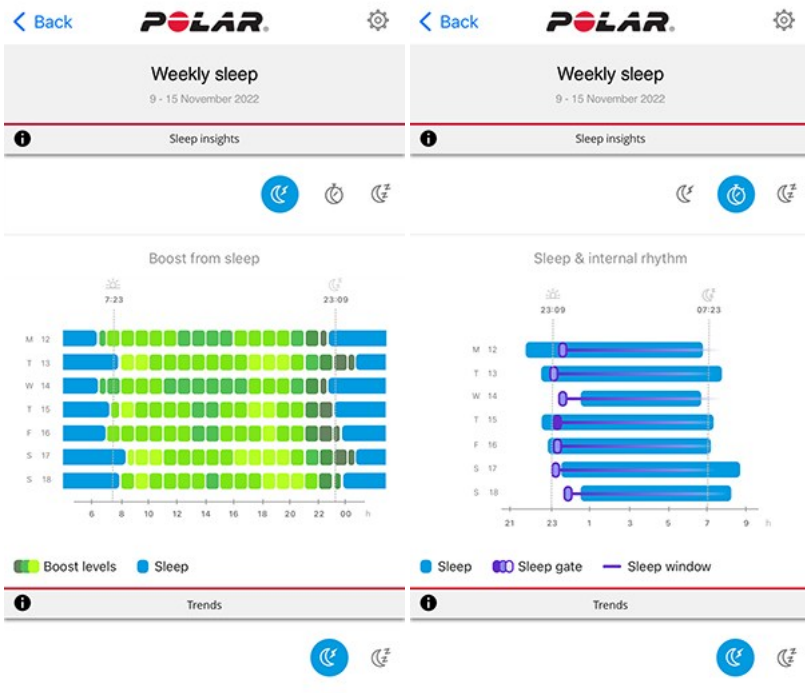 Back
POLAR.
Weekly sleep
9 - 15 November 2022
Sleep insights
Boost from sleep
7:23 23:09
M 12
T 13
W 14
T 15
F 16
S 17
S 18
6 8 10 12 14 16 18 20 22 00 h
Boost levels Sleep
Trends
Back
POLAR.
Weekly sleep
9 - 15 November 2022
Sleep insights
Sleep & internal rhythm
23:09 07:23
M 12
T 13
W 14
T 15
F 16
S 17
S 18
21 23 1 3 5 7 9 h
Sleep Sleep gate Sleep window
Trends